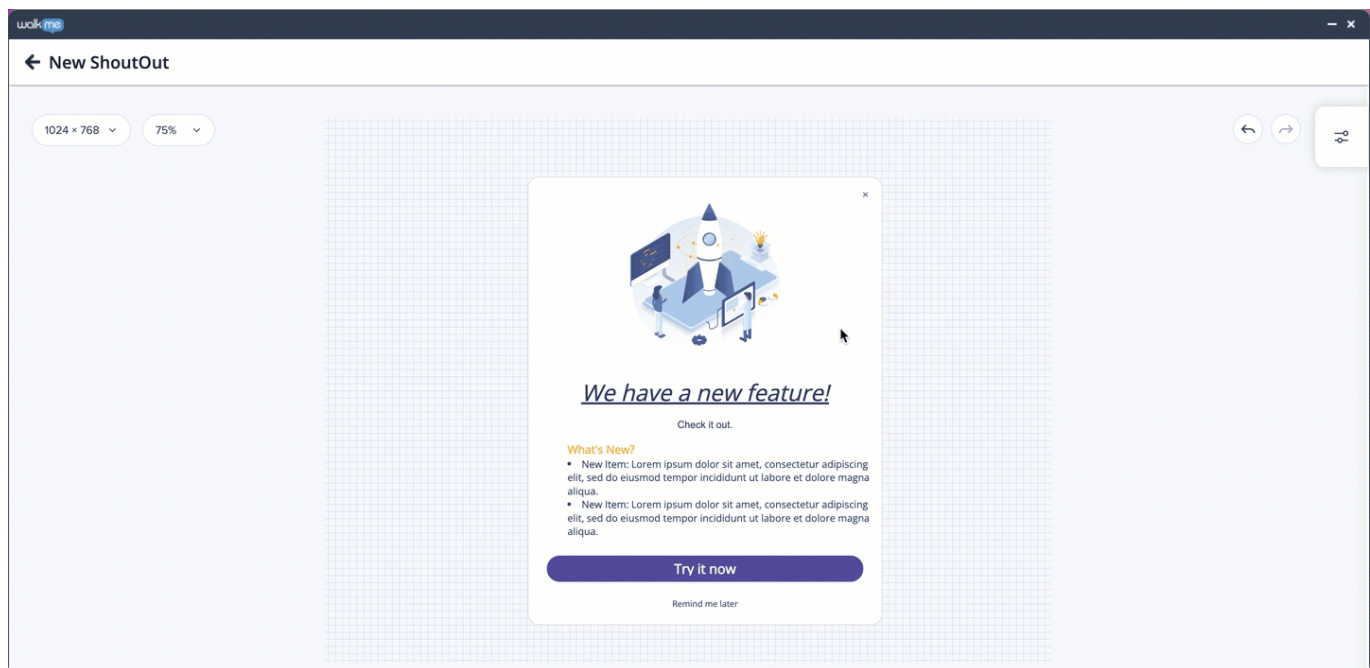 walkme
New ShoutOut
1024 × 768
75%
We have a new feature!
Check it out.
What's New?
• New Item: Lorem ipsum dolor sit amet, consectetur adipiscing
elit, sed do eiusmod tempor incididunt ut labore et dolore magna
aliqua.
• New Item: Lorem ipsum dolor sit amet, consectetur adipiscing
elit, sed do eiusmod tempor incididunt ut labore et dolore magna
aliqua.
Try it now
Remind me later